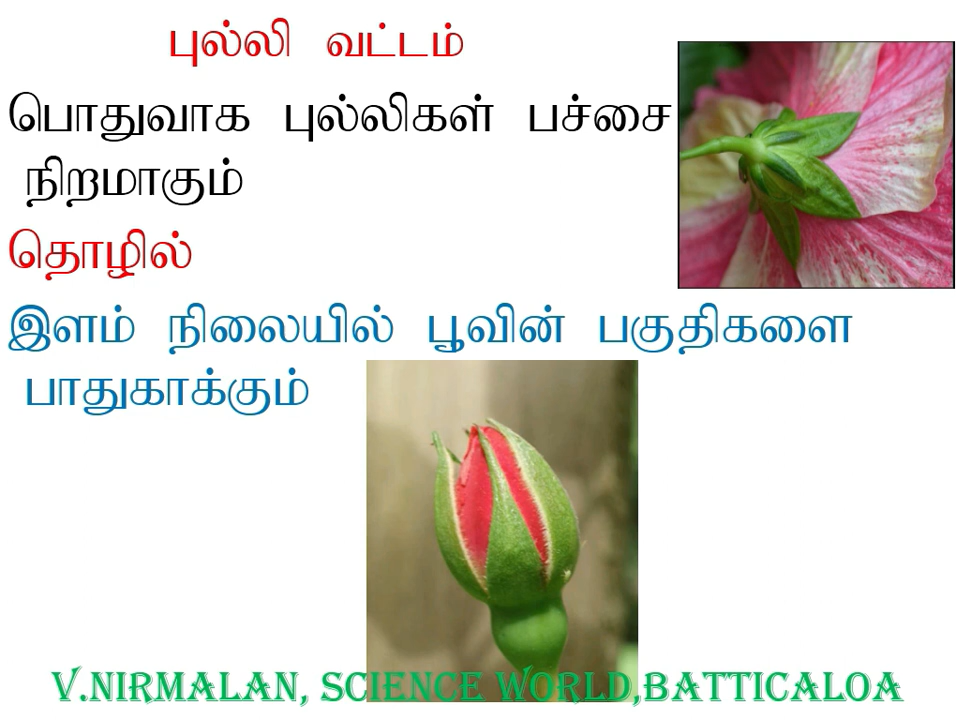 புல்லி வட்டம்
பொதுவாக புல்லிகள் பச்சை
நிறமாகும்
தொழில்
இளம் நிலையில் பூவின் பகுதிகளை
பாதுகாக்கும்
V.NIRMALAN, SCIENCE WORLD,BATTICALOA